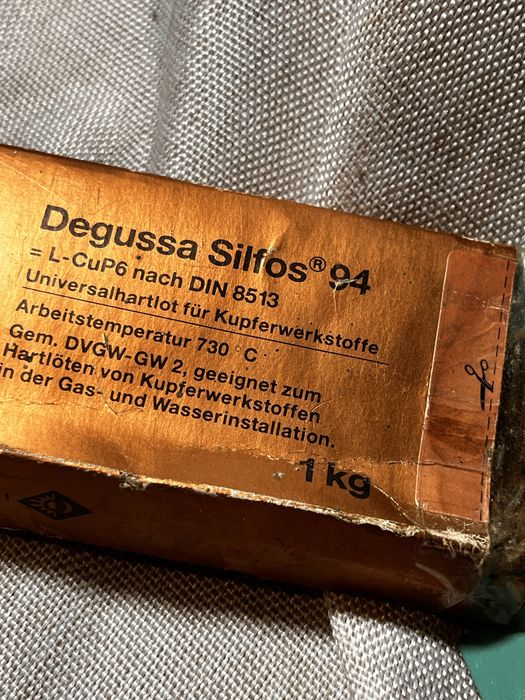 Degussa Silfos® 94
= L-CuP6 nach DIN 8513
Universalhartlot für Kupferwerkstoffe
Arbeitstemperatur 730 °C
Gem. DVGW-GW 2, geeignet zum
Hartlöten von Kupferwerkstoffen
in der Gas- und Wasserinstallation.
1 kg